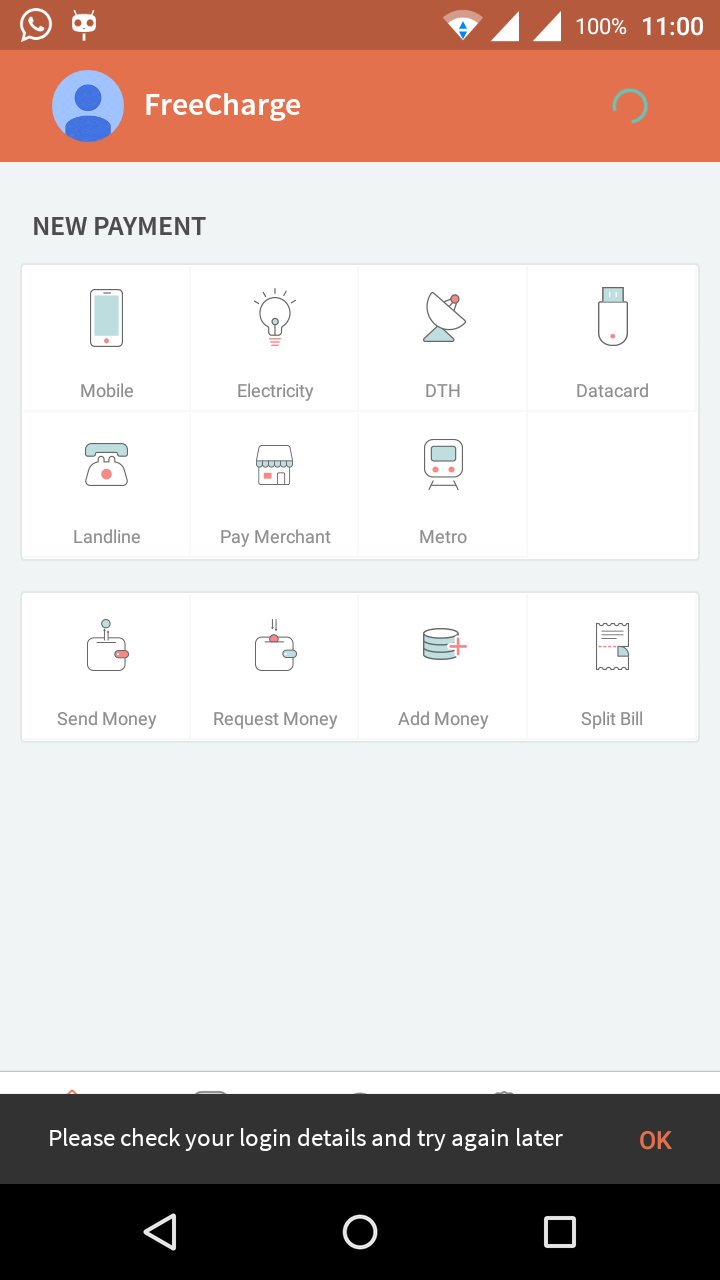 100% 11:00
FreeCharge
NEW PAYMENT
Mobile Electricity DTH Datacard
Landline Pay Merchant Metro
Send Money Request Money Add Money Split Bill
Please check your login details and try again later OK